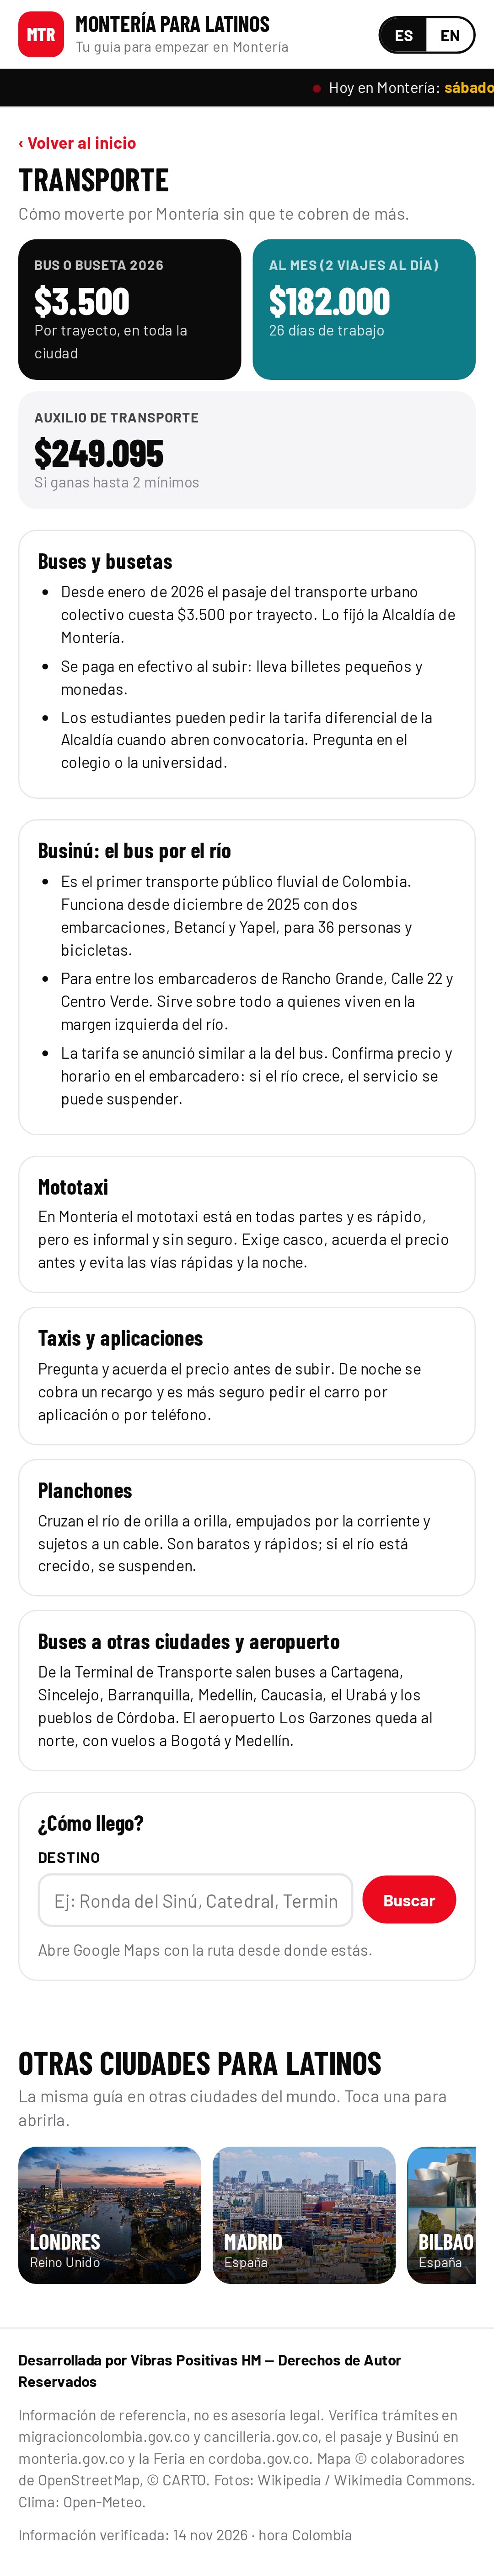 MTR
MONTERÍA PARA LATINOS
Tu guía para empezar en Montería
ES
EN
Hoy en Montería: sábado
‹ Volver al inicio
TRANSPORTE
Cómo moverte por Montería sin que te cobren de más.
BUS O BUSETA 2026
$3.500
Por trayecto, en toda la
ciudad
AL MES (2 VIAJES AL DÍA)
$182.000
26 días de trabajo
AUXILIO DE TRANSPORTE
$249.095
Si ganas hasta 2 mínimos
Buses y busetas
• Desde enero de 2026 el pasaje del transporte urbano
colectivo cuesta $3.500 por trayecto. Lo fijó la Alcaldía de
Montería.
• Se paga en efectivo al subir: lleva billetes pequeños y
monedas.
• Los estudiantes pueden pedir la tarifa diferencial de la
Alcaldía cuando abren convocatoria. Pregunta en el
colegio o la universidad.
Businú: el bus por el río
• Es el primer transporte público fluvial de Colombia.
Funciona desde diciembre de 2025 con dos
embarcaciones, Betancí y Yapel, para 36 personas y
bicicletas.
• Para entre los embarcaderos de Rancho Grande, Calle 22 y
Centro Verde. Sirve sobre todo a quienes viven en la
margen izquierda del río.
• La tarifa se anunció similar a la del bus. Confirma precio y
horario en el embarcadero: si el río crece, el servicio se
puede suspender.
Mototaxi
En Montería el mototaxi está en todas partes y es rápido,
pero es informal y sin seguro. Exige casco, acuerda el precio
antes y evita las vías rápidas y la noche.
Taxis y aplicaciones
Pregunta y acuerda el precio antes de subir. De noche se
cobra un recargo y es más seguro pedir el carro por
aplicación o por teléfono.
Planchones
Cruzan el río de orilla a orilla, empujados por la corriente y
sujetos a un cable. Son baratos y rápidos; si el río está
crecido, se suspenden.
Buses a otras ciudades y aeropuerto
De la Terminal de Transporte salen buses a Cartagena,
Sincelejo, Barranquilla, Medellín, Caucasia, el Urabá y los
pueblos de Córdoba. El aeropuerto Los Garzones queda al
norte, con vuelos a Bogotá y Medellín.
¿Cómo llego?
DESTINO
Ej: Ronda del Sinú, Catedral, Termin
Buscar
Abre Google Maps con la ruta desde donde estás.
OTRAS CIUDADES PARA LATINOS
La misma guía en otras ciudades del mundo. Toca una para
abrirla.
LONDRES
Reino Unido
MADRID
España
BILBAO
España
Desarrollada por Vibras Positivas HM — Derechos de Autor
Reservados
Información de referencia, no es asesoría legal. Verifica trámites en
migracioncolombia.gov.co y cancilleria.gov.co, el pasaje y Businú en
monteria.gov.co y la Feria en cordoba.gov.co. Mapa © colaboradores
de OpenStreetMap, © CARTO. Fotos: Wikipedia / Wikimedia Commons.
Clima: Open-Meteo.
Información verificada: 14 nov 2026 · hora Colombia